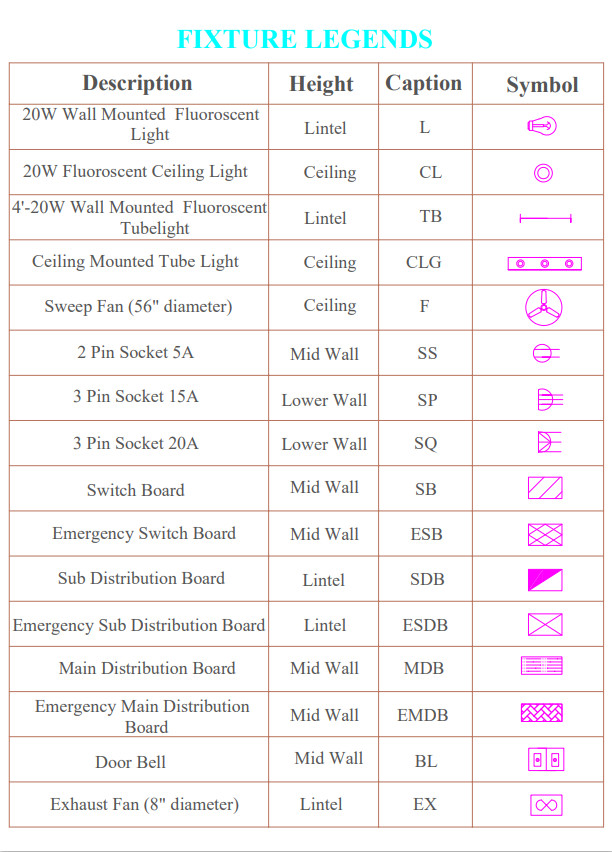 FIXTURE LEGENDS
Description Height Caption Symbol
20W Wall Mounted Fluoroscent
Light
Lintel L
20W Fluoroscent Ceiling Light Ceiling CL
4'-20W Wall Mounted Fluoroscent
Tubelight
Lintel TB
Ceiling Mounted Tube Light Ceiling CLG
Sweep Fan (56" diameter) Ceiling F
2 Pin Socket 5A Mid Wall SS
3 Pin Socket 15A Lower Wall SP
3 Pin Socket 20A Lower Wall SQ
Switch Board Mid Wall SB
Emergency Switch Board Mid Wall ESB
Sub Distribution Board Lintel SDB
Emergency Sub Distribution Board Lintel ESDB
Main Distribution Board Mid Wall MDB
Emergency Main Distribution
Board
Mid Wall EMDB
Door Bell Mid Wall BL
Exhaust Fan (8" diameter) Lintel EX